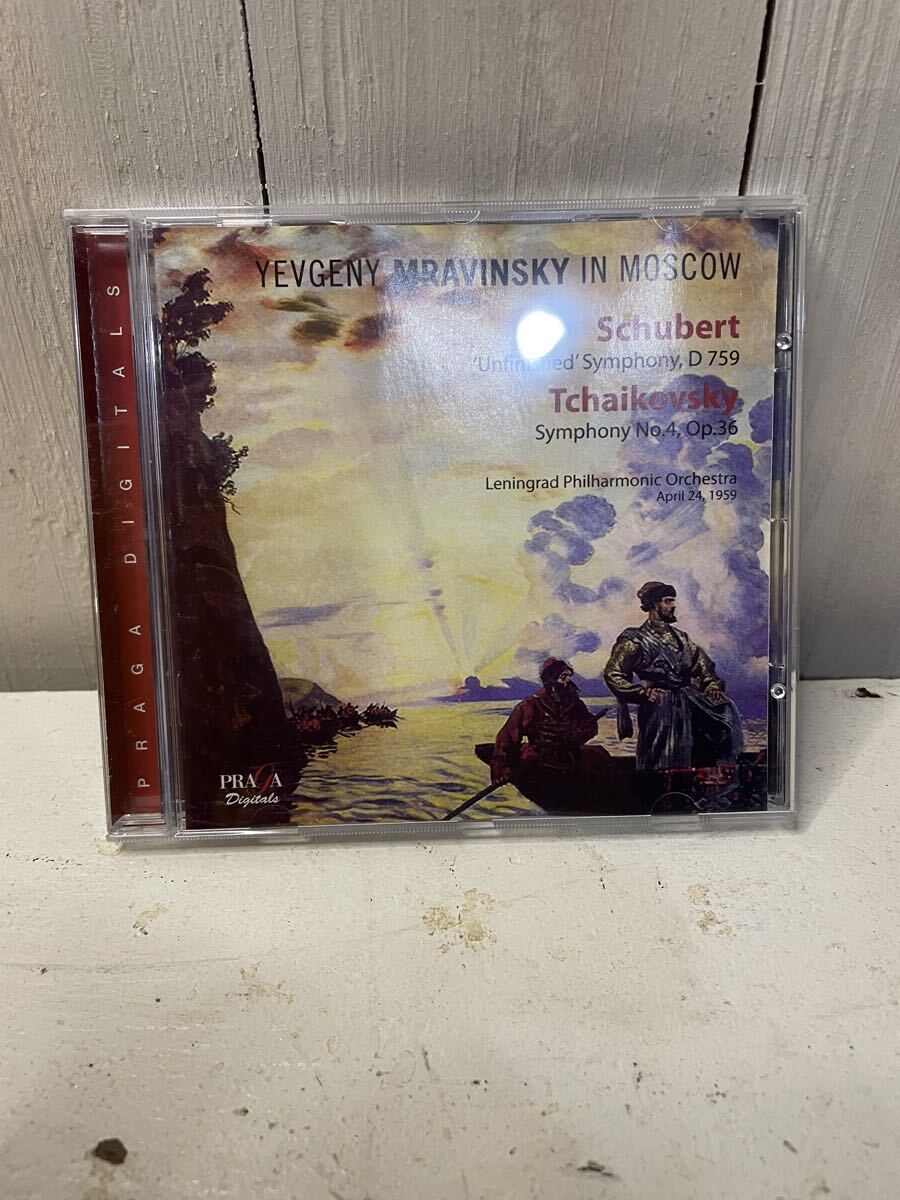 YEVGENY MRAVINSKY IN MOSCOW
Schubert
'Unfinished' Symphony, D 759
Tchaikovsky
Symphony No.4, Op.36
Leningrad Philharmonic Orchestra
April 24, 1959
PRAGA DIGITALS
PRAGA
Digitals